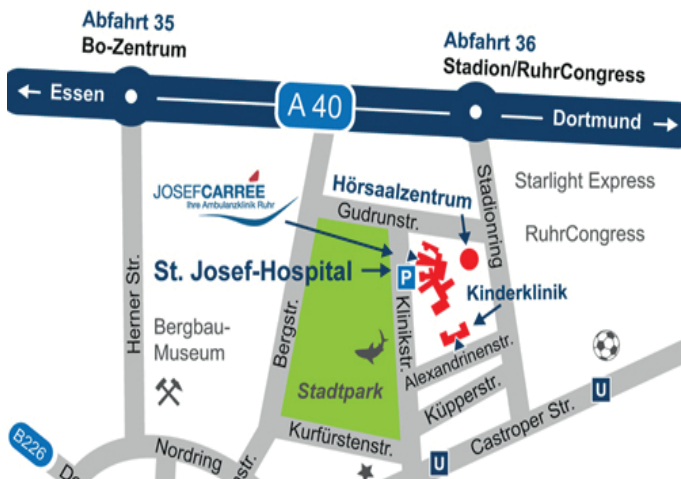 Abfahrt 35
Bo-Zentrum
Abfahrt 36
Stadion/RuhrCongress
← Essen
A 40
Dortmund →
JOSEFCARRÉE
Ihre Ambulanzklinik Ruhr
Hörsaalzentrum
Gudrunstr.
Stadionring
Starlight Express
RuhrCongress
St. Josef-Hospital
P
Kinderklinik
Herner Str.
Bergstr.
Klinikstr.
Bergbau-
Museum
Stadtpark
Alexandrinenstr.
Küpperstr.
Kurfürstenstr.
Castroper Str.
U
U
B226
Nordring